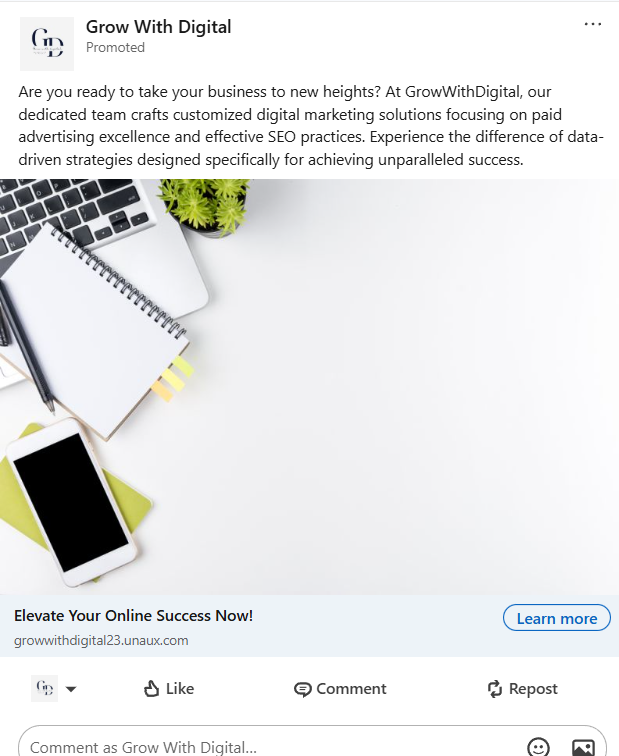 Grow With Digital
Promoted
Are you ready to take your business to new heights? At GrowWithDigital, our
dedicated team crafts customized digital marketing solutions focusing on paid
advertising excellence and effective SEO practices. Experience the difference of data-
driven strategies designed specifically for achieving unparalleled success.
Elevate Your Online Success Now!
Learn more
growwithdigital23.unaux.com
Like
Comment
Repost
Comment as Grow With Digital...